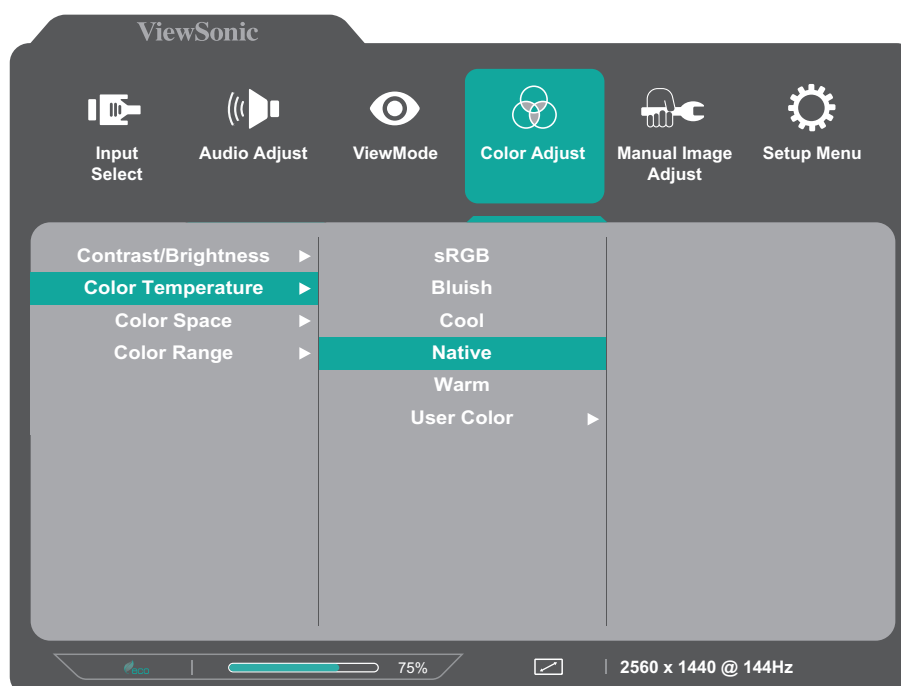 ViewSonic
Input
Select
Audio Adjust
ViewMode
Color Adjust
Manual Image
Adjust
Setup Menu
Contrast/Brightness ▶
Color Temperature ▶
Color Space ▶
Color Range ▶
sRGB
Bluish
Cool
Native
Warm
User Color ▶
eco
75%
2560 x 1440 @ 144Hz